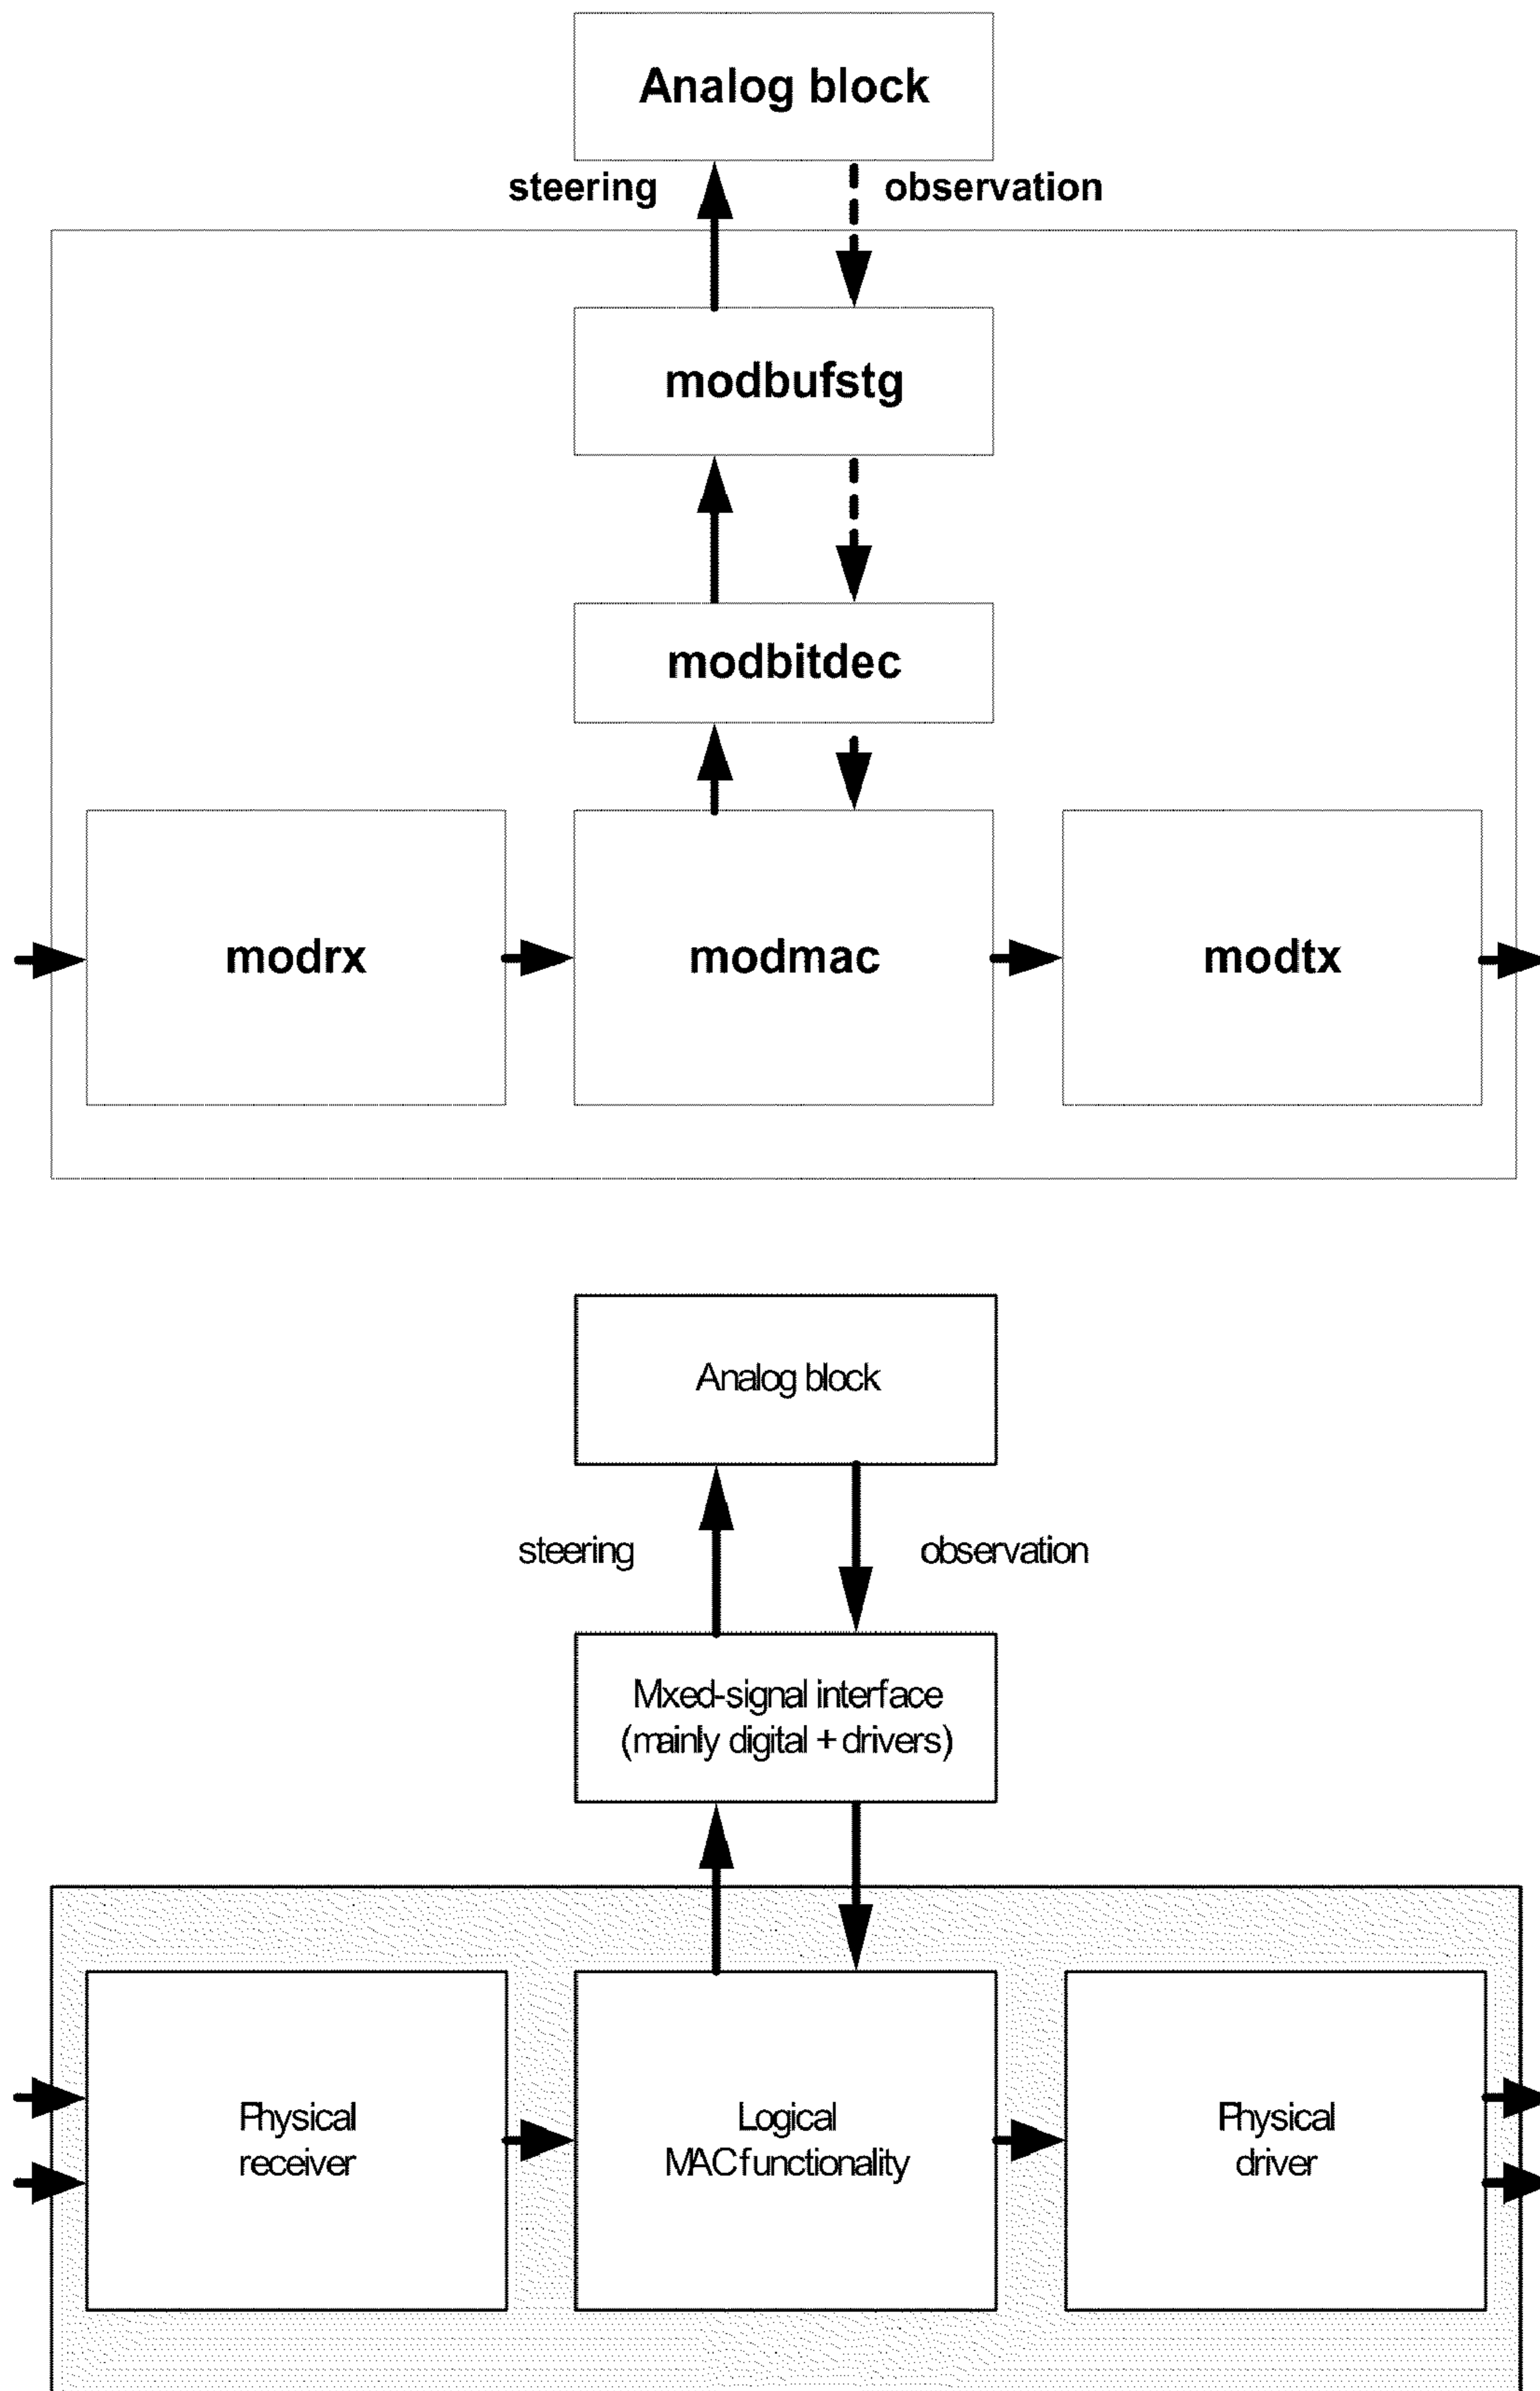 Analog block
steering
observation
modbufstg
modbitdec
modrx
modmac
modtx
Analog block
steering
observation
Mxed-signal interface
(mainly digital + drivers)
Physical
receiver
Logical
MAC functionality
Physical
driver